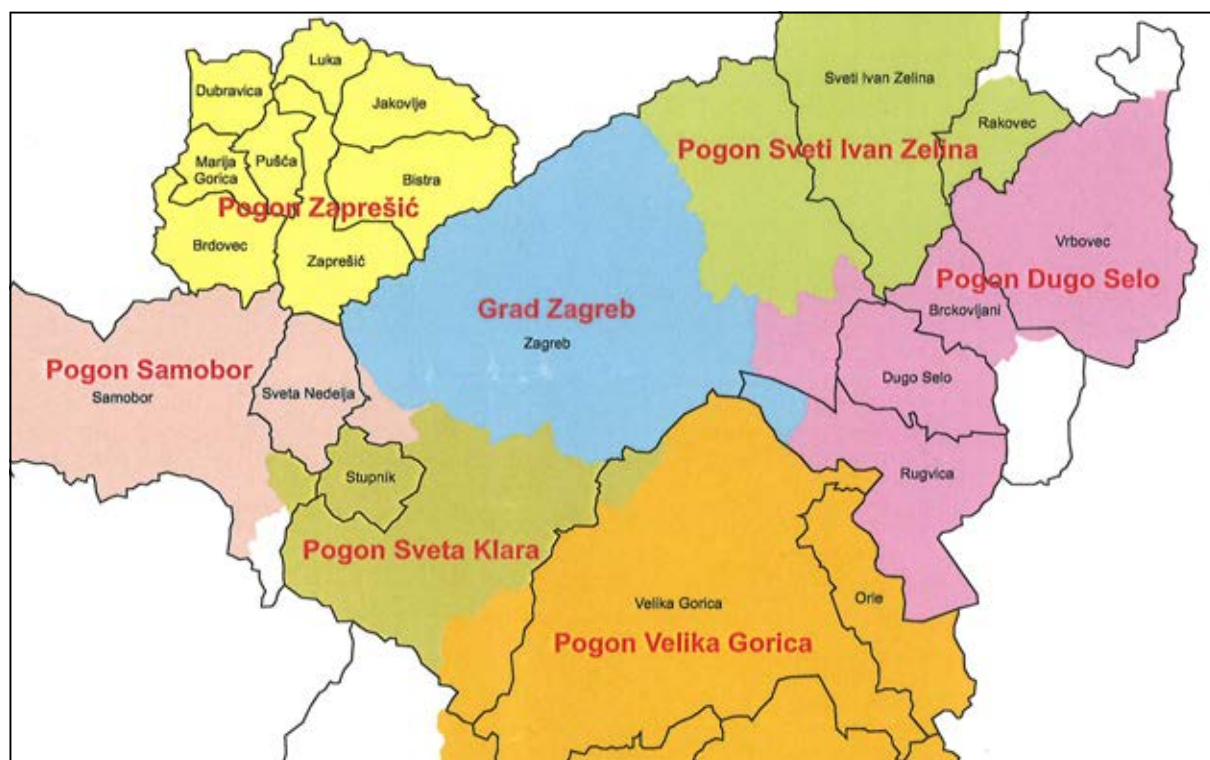 Luka
Sveti Ivan Zelina
Dubravica
Jakovlje
Rakovec
Pogon Sveti Ivan Zelina
Marija
Gorica
Pušća
Bistra
Pogon Zaprešić
Brdovec
Zaprešić
Vrbovec
Pogon Dugo Selo
Brckovljani
Grad Zagreb
Zagreb
Pogon Samobor
Samobor
Sveta Nedelja
Dugo Selo
Stupnik
Rugvica
Pogon Sveta Klara
Velika Gorica
Orle
Pogon Velika Gorica